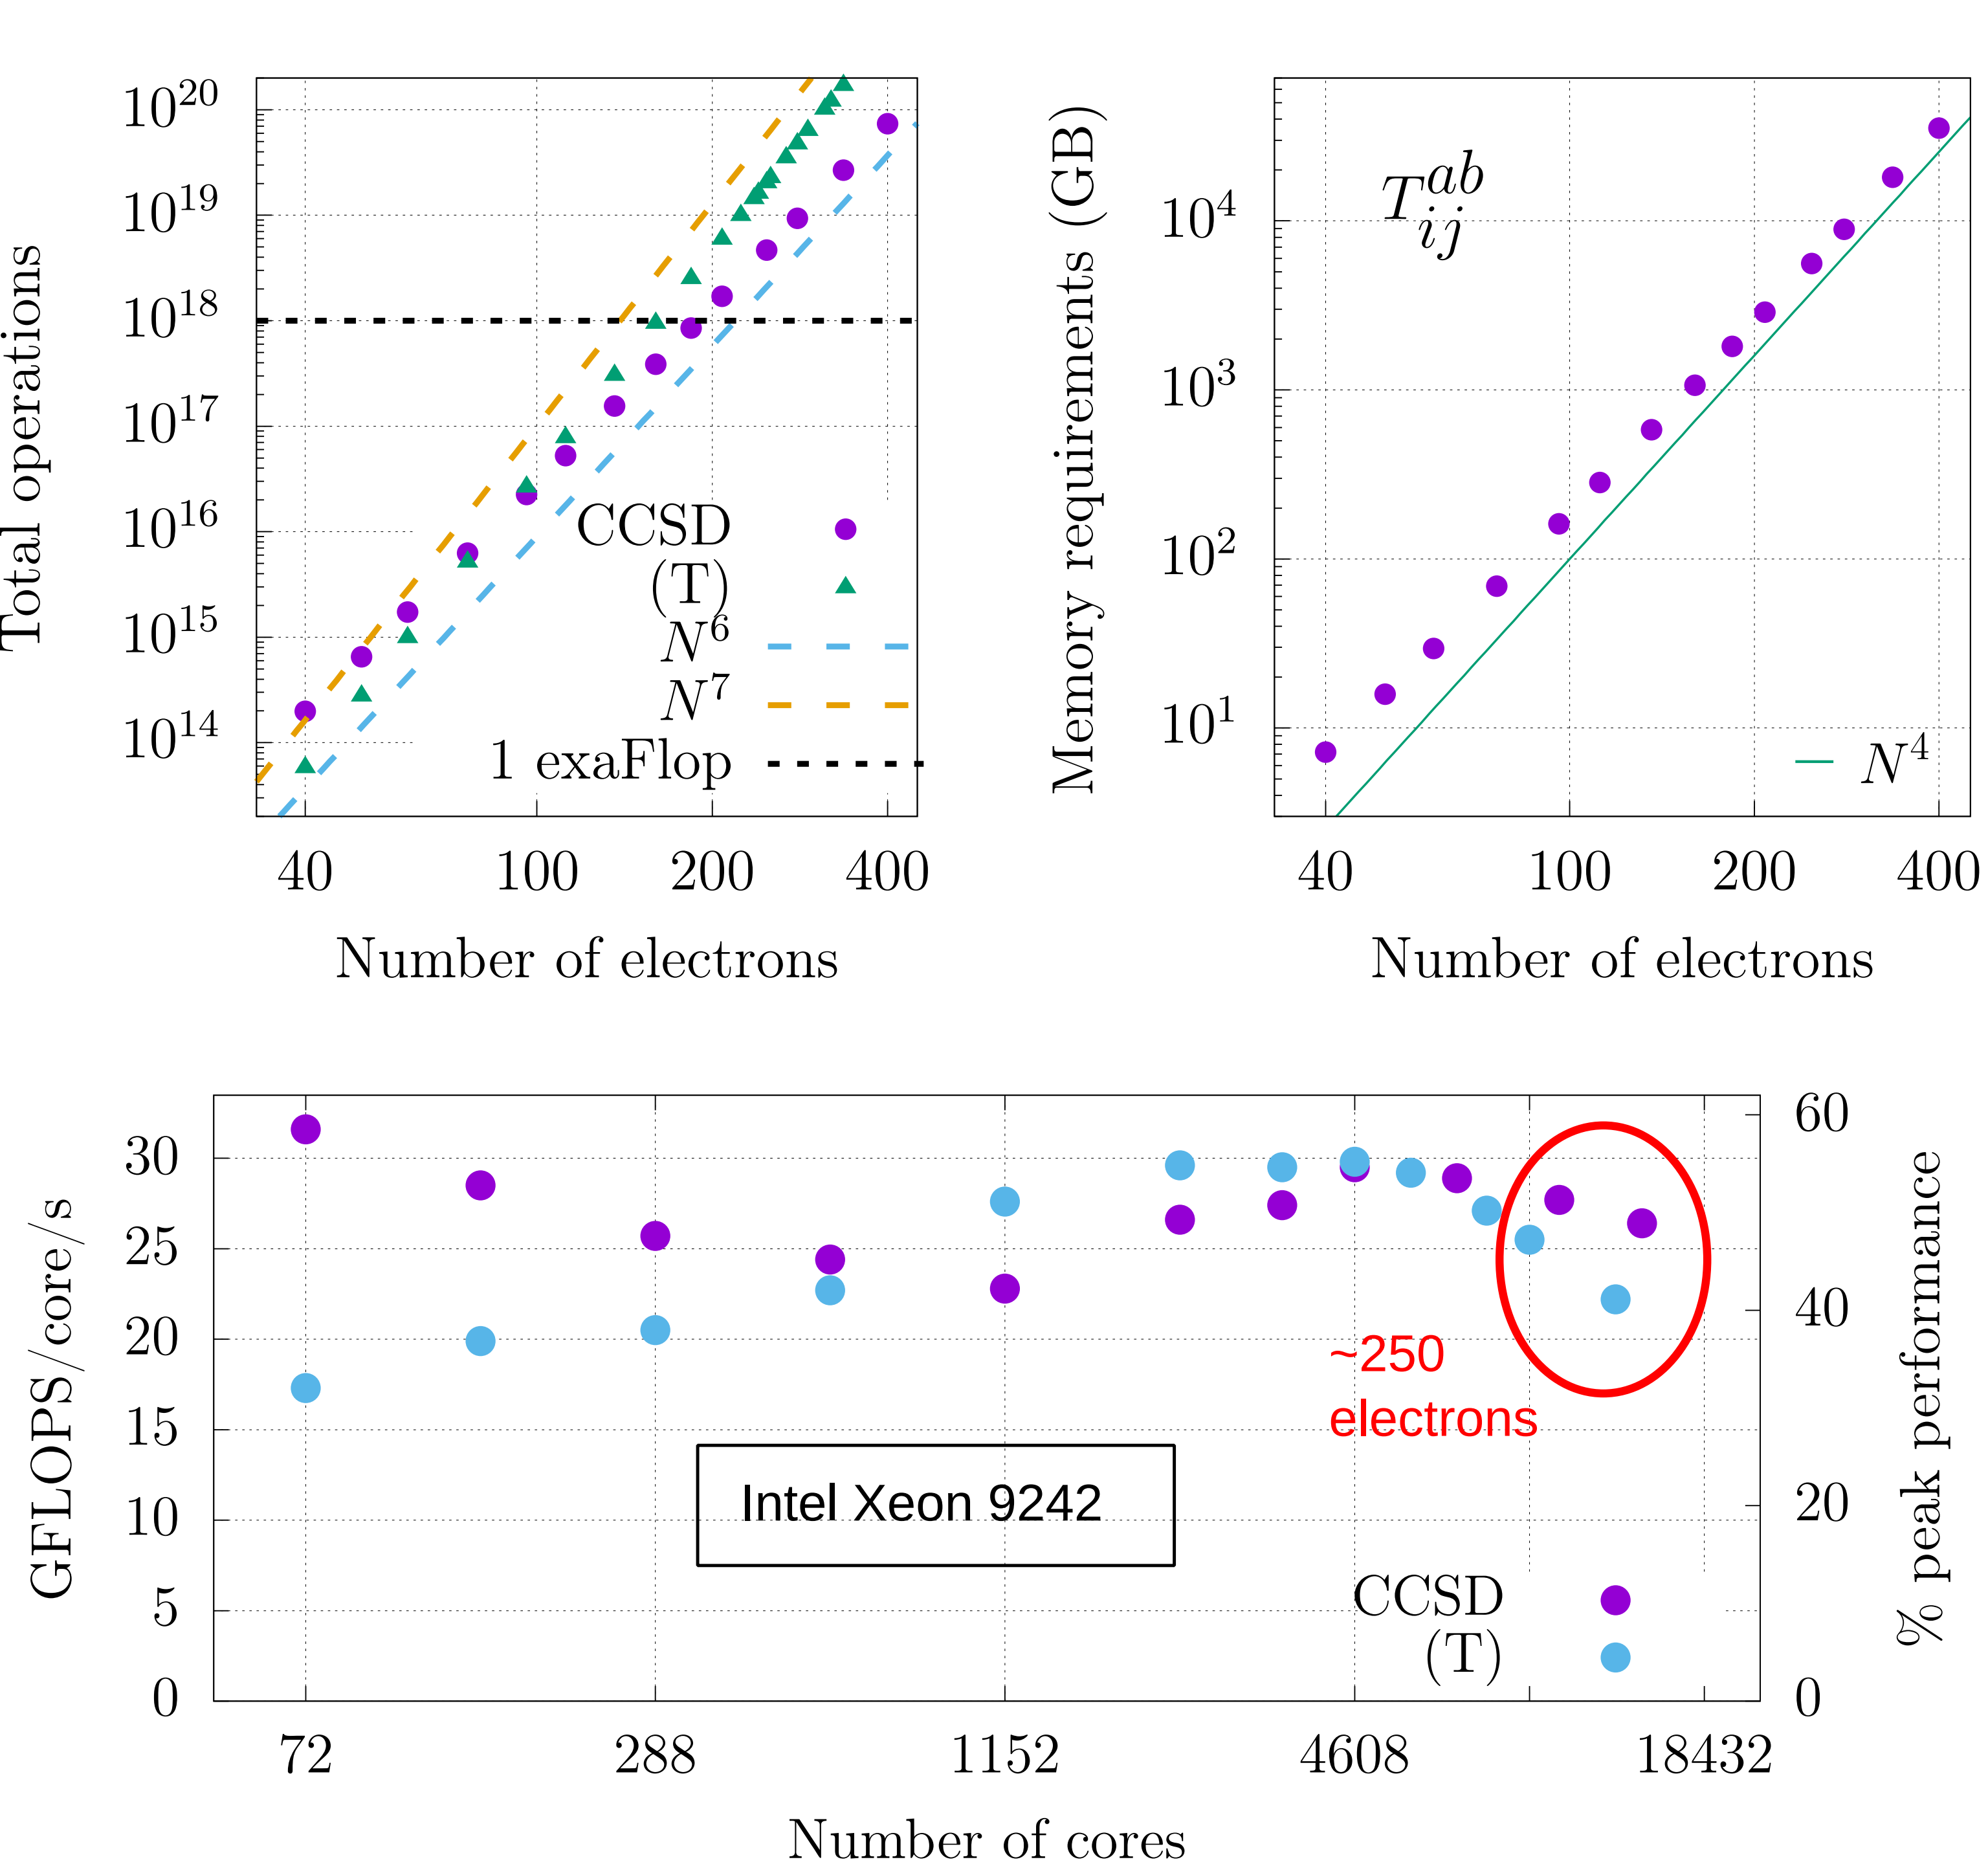 Total operations
10^20
10^19
10^18
10^17
10^16
10^15
10^14
CCSD
(T)
N^6
N^7
1 exaFlop
40 100 200 400
Number of electrons
Memory requirements (GB)
10^4
10^3
10^2
10^1
T_ij^ab
N^4
40 100 200 400
Number of electrons
GFLOPS/core/s
30
25
20
15
10
5
0
~250
electrons
Intel Xeon 9242
CCSD
(T)
60
40
20
0
% peak performance
72 288 1152 4608 18432
Number of cores